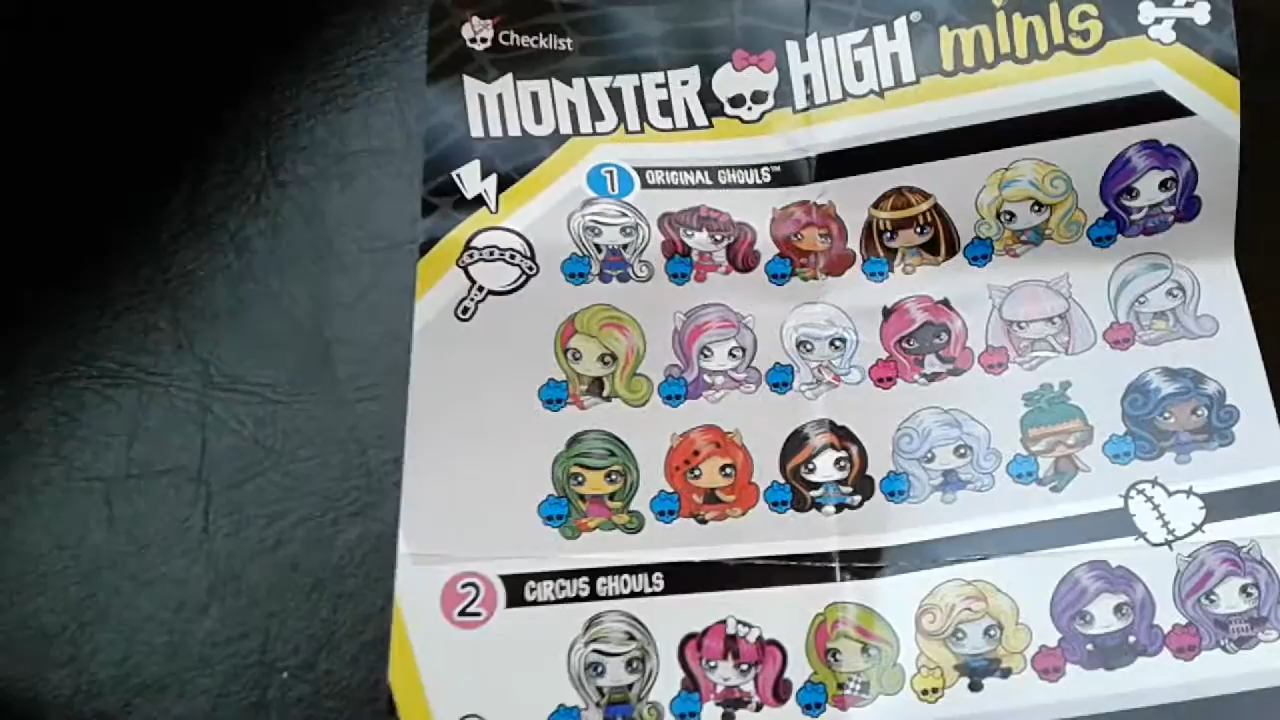 Checklist
MONSTER HIGH® minis
1 ORIGINAL GHOULS™
2 CIRCUS GHOULS